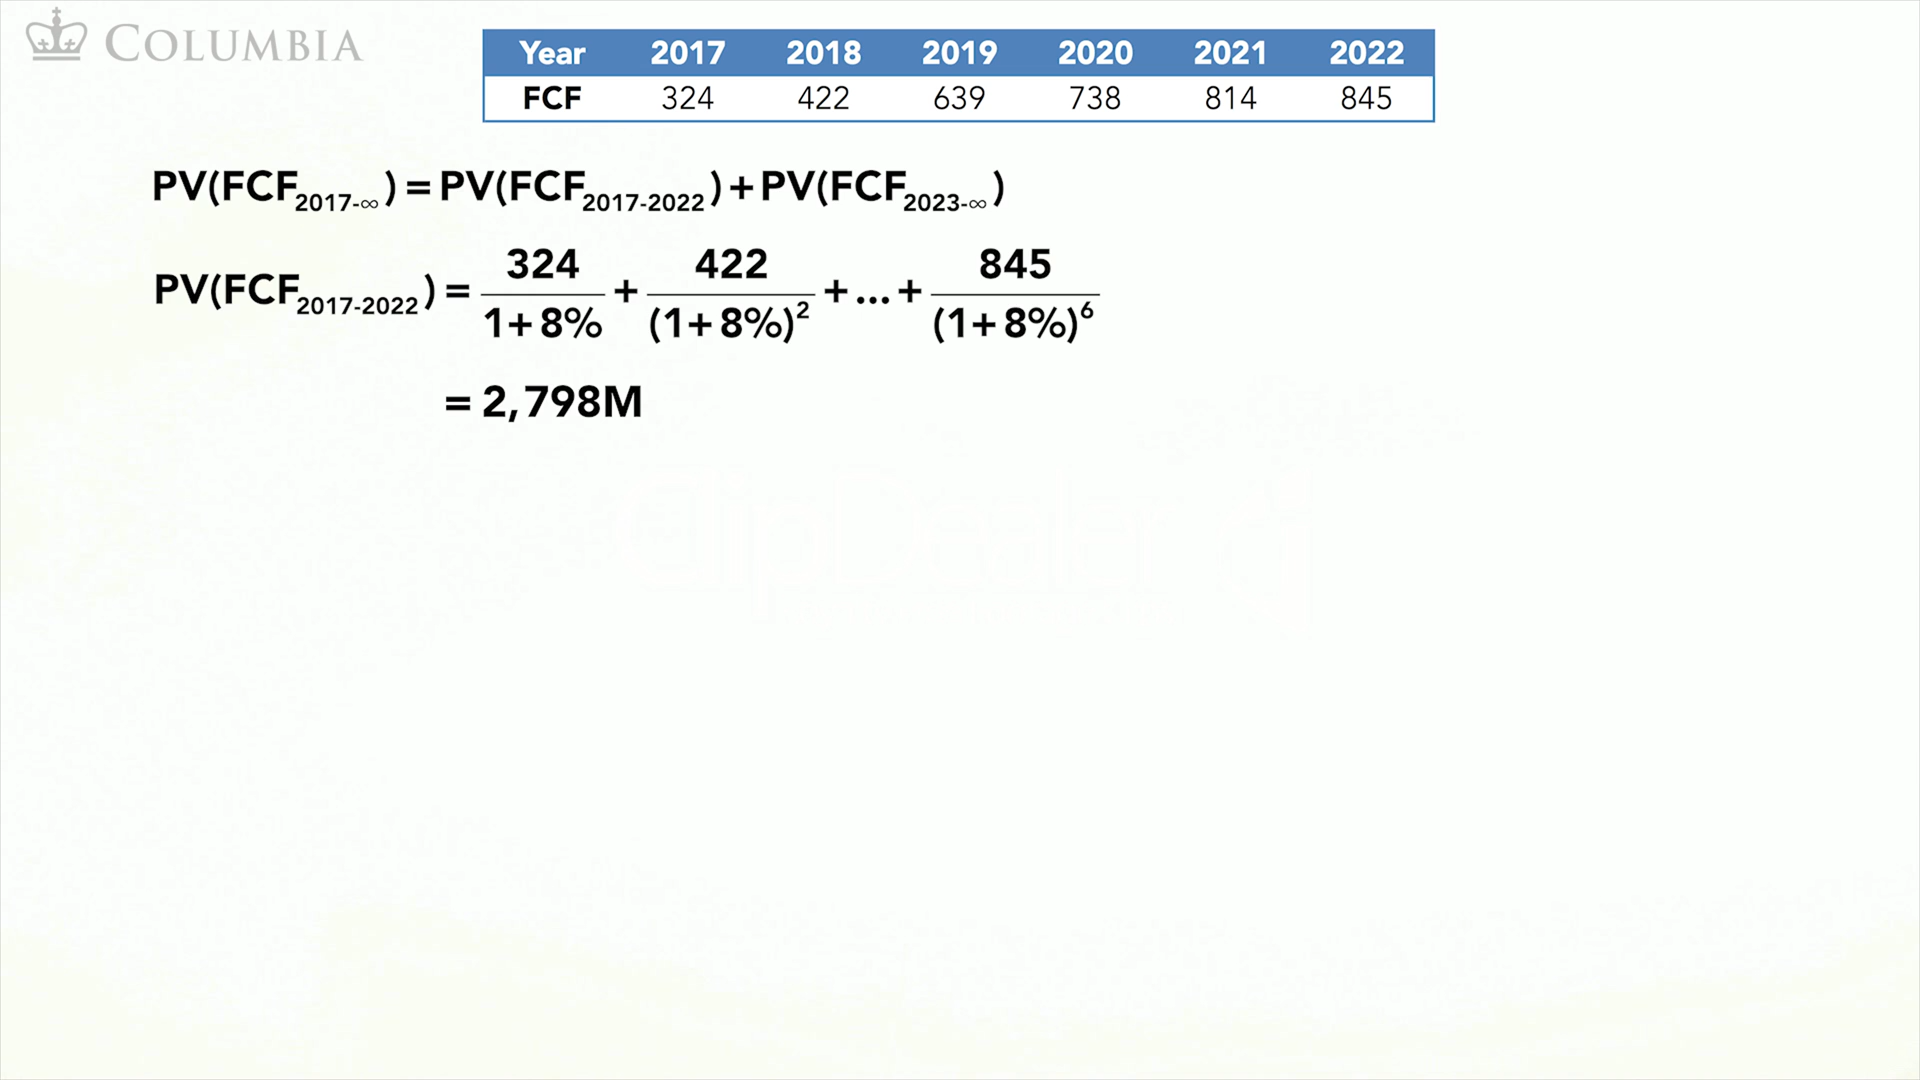 COLUMBIA
Year 2017 2018 2019 2020 2021 2022
FCF 324 422 639 738 814 845
PV(FCF₂₀₁₇₋∞) = PV(FCF₂₀₁₇₋₂₀₂₂) + PV(FCF₂₀₂₃₋∞)
PV(FCF₂₀₁₇₋₂₀₂₂) = 324/(1+8%) + 422/(1+8%)² + ... + 845/(1+8%)⁶
= 2,798M